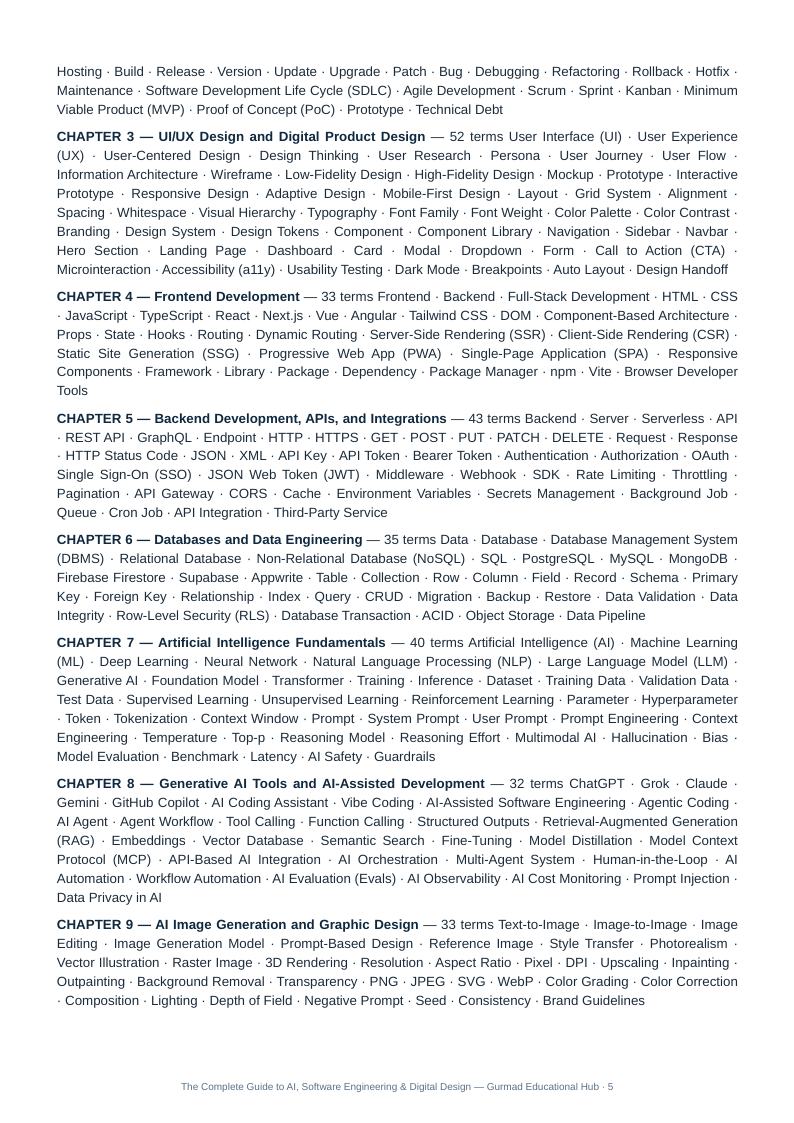 Hosting · Build · Release · Version · Update · Upgrade · Patch · Bug · Debugging · Refactoring · Rollback · Hotfix ·
Maintenance · Software Development Life Cycle (SDLC) · Agile Development · Scrum · Sprint · Kanban · Minimum
Viable Product (MVP) · Proof of Concept (PoC) · Prototype · Technical Debt
CHAPTER 3 — UI/UX Design and Digital Product Design — 52 terms User Interface (UI) · User Experience
(UX) · User-Centered Design · Design Thinking · User Research · Persona · User Journey · User Flow ·
Information Architecture · Wireframe · Low-Fidelity Design · High-Fidelity Design · Mockup · Prototype · Interactive
Prototype · Responsive Design · Adaptive Design · Mobile-First Design · Layout · Grid System · Alignment ·
Spacing · Whitespace · Visual Hierarchy · Typography · Font Family · Font Weight · Color Palette · Color Contrast ·
Branding · Design System · Design Tokens · Component · Component Library · Navigation · Sidebar · Navbar ·
Hero Section · Landing Page · Dashboard · Card · Modal · Dropdown · Form · Call to Action (CTA) ·
Microinteraction · Accessibility (a11y) · Usability Testing · Dark Mode · Breakpoints · Auto Layout · Design Handoff
CHAPTER 4 — Frontend Development — 33 terms Frontend · Backend · Full-Stack Development · HTML · CSS
· JavaScript · TypeScript · React · Next.js · Vue · Angular · Tailwind CSS · DOM · Component-Based Architecture ·
Props · State · Hooks · Routing · Dynamic Routing · Server-Side Rendering (SSR) · Client-Side Rendering (CSR) ·
Static Site Generation (SSG) · Progressive Web App (PWA) · Single-Page Application (SPA) · Responsive
Components · Framework · Library · Package · Dependency · Package Manager · npm · Vite · Browser Developer
Tools
CHAPTER 5 — Backend Development, APIs, and Integrations — 43 terms Backend · Server · Serverless · API
· REST API · GraphQL · Endpoint · HTTP · HTTPS · GET · POST · PUT · PATCH · DELETE · Request · Response
· HTTP Status Code · JSON · XML · API Key · API Token · Bearer Token · Authentication · Authorization · OAuth ·
Single Sign-On (SSO) · JSON Web Token (JWT) · Middleware · Webhook · SDK · Rate Limiting · Throttling ·
Pagination · API Gateway · CORS · Cache · Environment Variables · Secrets Management · Background Job ·
Queue · Cron Job · API Integration · Third-Party Service
CHAPTER 6 — Databases and Data Engineering — 35 terms Data · Database · Database Management System
(DBMS) · Relational Database · Non-Relational Database (NoSQL) · SQL · PostgreSQL · MySQL · MongoDB ·
Firebase Firestore · Supabase · Appwrite · Table · Collection · Row · Column · Field · Record · Schema · Primary
Key · Foreign Key · Relationship · Index · Query · CRUD · Migration · Backup · Restore · Data Validation · Data
Integrity · Row-Level Security (RLS) · Database Transaction · ACID · Object Storage · Data Pipeline
CHAPTER 7 — Artificial Intelligence Fundamentals — 40 terms Artificial Intelligence (AI) · Machine Learning
(ML) · Deep Learning · Neural Network · Natural Language Processing (NLP) · Large Language Model (LLM) ·
Generative AI · Foundation Model · Transformer · Training · Inference · Dataset · Training Data · Validation Data ·
Test Data · Supervised Learning · Unsupervised Learning · Reinforcement Learning · Parameter · Hyperparameter
· Token · Tokenization · Context Window · Prompt · System Prompt · User Prompt · Prompt Engineering · Context
Engineering · Temperature · Top-p · Reasoning Model · Reasoning Effort · Multimodal AI · Hallucination · Bias ·
Model Evaluation · Benchmark · Latency · AI Safety · Guardrails
CHAPTER 8 — Generative AI Tools and AI-Assisted Development — 32 terms ChatGPT · Grok · Claude ·
Gemini · GitHub Copilot · AI Coding Assistant · Vibe Coding · AI-Assisted Software Engineering · Agentic Coding ·
AI Agent · Agent Workflow · Tool Calling · Function Calling · Structured Outputs · Retrieval-Augmented Generation
(RAG) · Embeddings · Vector Database · Semantic Search · Fine-Tuning · Model Distillation · Model Context
Protocol (MCP) · API-Based AI Integration · AI Orchestration · Multi-Agent System · Human-in-the-Loop · AI
Automation · Workflow Automation · AI Evaluation (Evals) · AI Observability · AI Cost Monitoring · Prompt Injection ·
Data Privacy in AI
CHAPTER 9 — AI Image Generation and Graphic Design — 33 terms Text-to-Image · Image-to-Image · Image
Editing · Image Generation Model · Prompt-Based Design · Reference Image · Style Transfer · Photorealism ·
Vector Illustration · Raster Image · 3D Rendering · Resolution · Aspect Ratio · Pixel · DPI · Upscaling · Inpainting ·
Outpainting · Background Removal · Transparency · PNG · JPEG · SVG · WebP · Color Grading · Color Correction
· Composition · Lighting · Depth of Field · Negative Prompt · Seed · Consistency · Brand Guidelines
The Complete Guide to AI, Software Engineering & Digital Design — Gurmad Educational Hub · 5